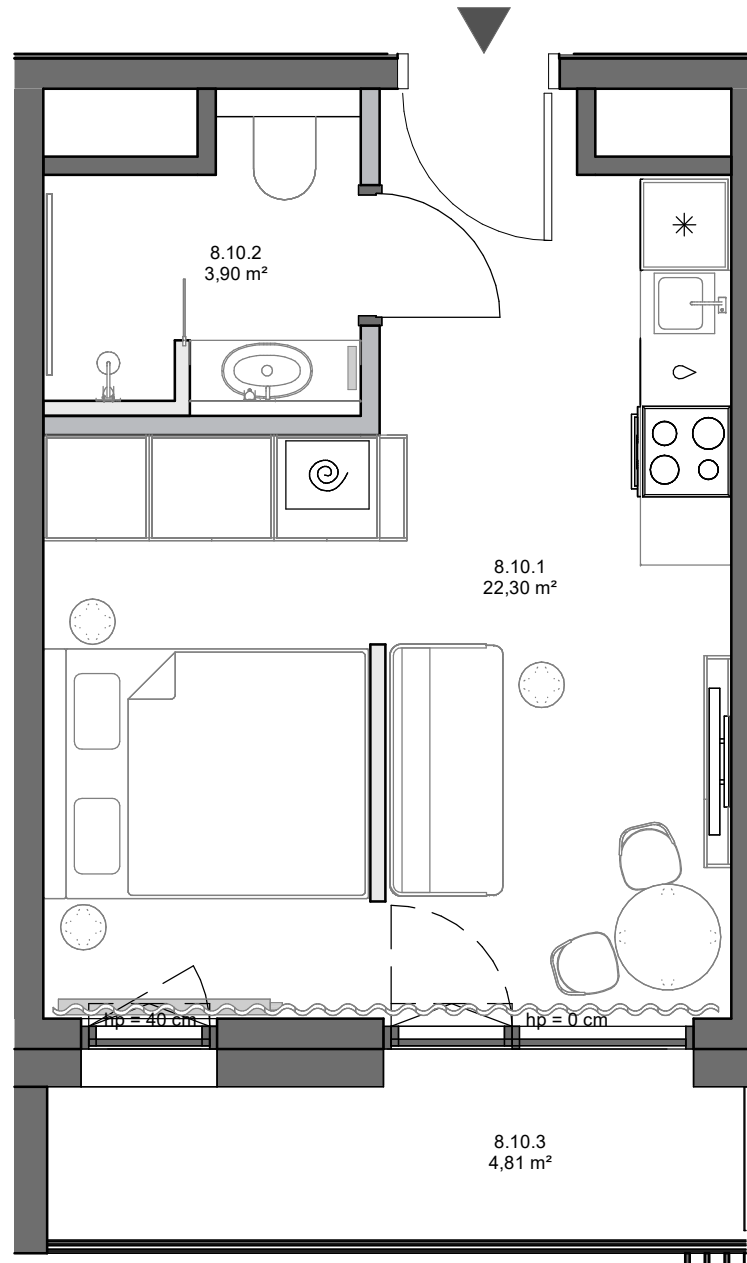 8.10.2
3,90 m²
8.10.1
22,30 m²
hp = 40 cm
hp = 0 cm
8.10.3
4,81 m²